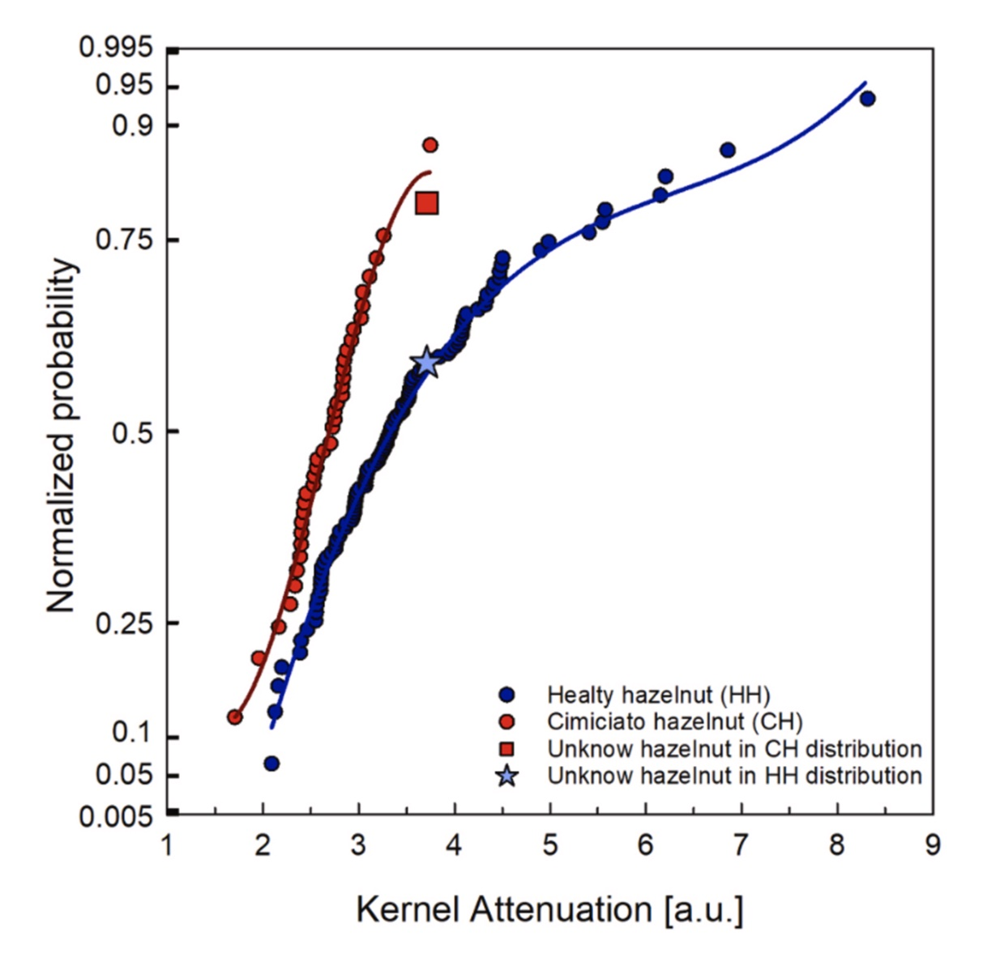 0.995
0.95
0.9
0.75
0.5
0.25
0.1
0.05
0.005
Normalized probability
Healty hazelnut (HH)
Cimiciato hazelnut (CH)
Unknow hazelnut in CH distribution
Unknow hazelnut in HH distribution
1 2 3 4 5 6 7 8 9
Kernel Attenuation [a.u.]